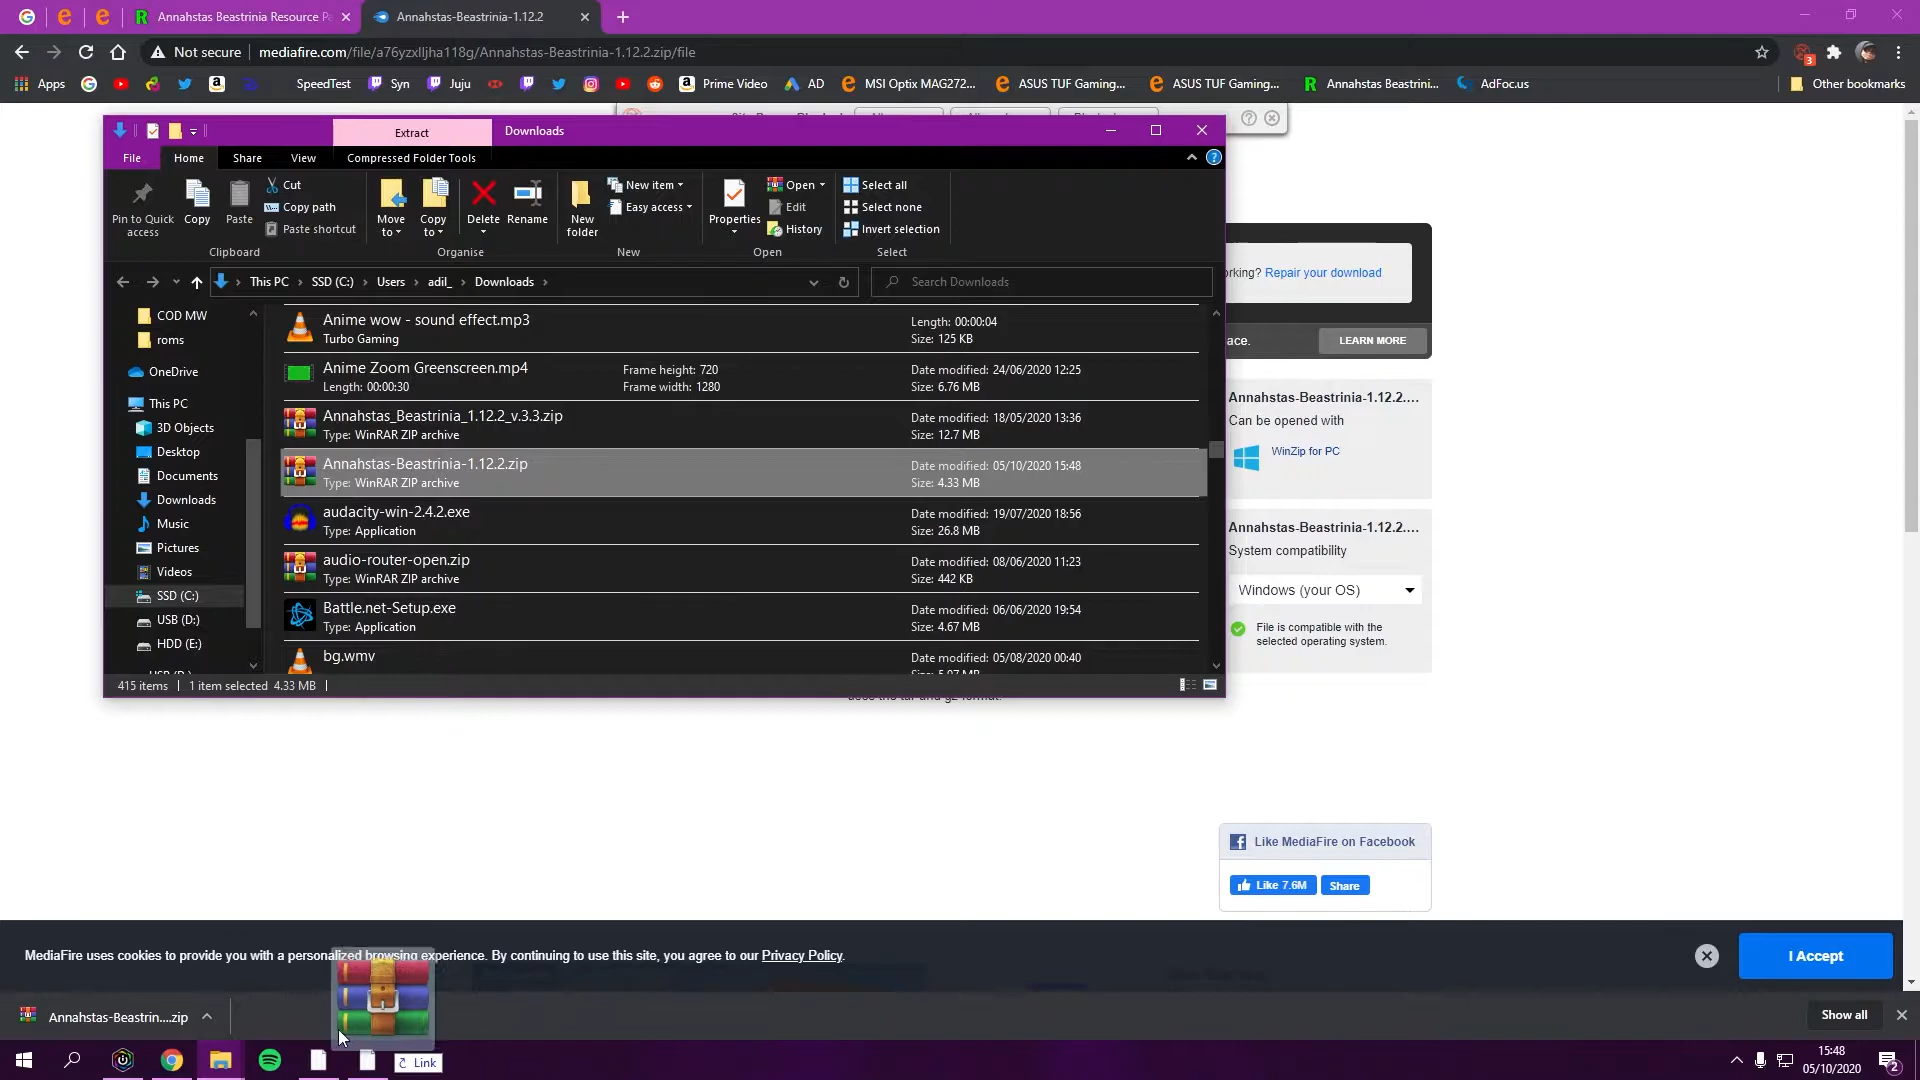 Annahstas Beastrinia Resource Pa
Annahstas-Beastrinia-1.12.2
Not secure
mediafire.com/file/a76yzxlljha118g/Annahstas-Beastrinia-1.12.2.zip/file
3
Apps
SpeedTest
Syn
Juju
Prime Video
AD
MSI Optix MAG272...
ASUS TUF Gaming...
ASUS TUF Gaming...
Annahstas Beastrini...
AdFoc.us
Other bookmarks
Extract
Downloads
File
Home
Share
View
Compressed Folder Tools
Pin to Quick access
Copy
Paste
Cut
Copy path
Paste shortcut
Clipboard
Move to
Copy to
Delete
Rename
Organise
New folder
New item
Easy access
New
Properties
Open
Edit
History
Open
Select all
Select none
Invert selection
Select
This PC
SSD (C:)
Users
adil_
Downloads
Search Downloads
COD MW
roms
OneDrive
This PC
3D Objects
Desktop
Documents
Downloads
Music
Pictures
Videos
SSD (C:)
USB (D:)
HDD (E:)
Anime wow - sound effect.mp3
Turbo Gaming
Length: 00:00:04
Size: 125 KB
Anime Zoom Greenscreen.mp4
Length: 00:00:30
Frame height: 720
Frame width: 1280
Date modified: 24/06/2020 12:25
Size: 6.76 MB
Annahstas_Beastrinia_1.12.2_v.3.3.zip
Type: WinRAR ZIP archive
Date modified: 18/05/2020 13:36
Size: 12.7 MB
Annahstas-Beastrinia-1.12.2.zip
Type: WinRAR ZIP archive
Date modified: 05/10/2020 15:48
Size: 4.33 MB
audacity-win-2.4.2.exe
Type: Application
Date modified: 19/07/2020 18:56
Size: 26.8 MB
audio-router-open.zip
Type: WinRAR ZIP archive
Date modified: 08/06/2020 11:23
Size: 442 KB
Battle.net-Setup.exe
Type: Application
Date modified: 06/06/2020 19:54
Size: 4.67 MB
bg.wmv
Date modified: 05/08/2020 00:40
415 items
1 item selected 4.33 MB
rking? Repair your download
ace.
LEARN MORE
Annahstas-Beastrinia-1.12.2....
Can be opened with
WinZip for PC
Annahstas-Beastrinia-1.12.2....
System compatibility
Windows (your OS)
File is compatible with the
selected operating system.
Like MediaFire on Facebook
Like 7.6M
Share
MediaFire uses cookies to provide you with a personalized browsing experience. By continuing to use this site, you agree to our Privacy Policy.
I Accept
Annahstas-Beastrin....zip
Show all
Link
15:48
05/10/2020
2